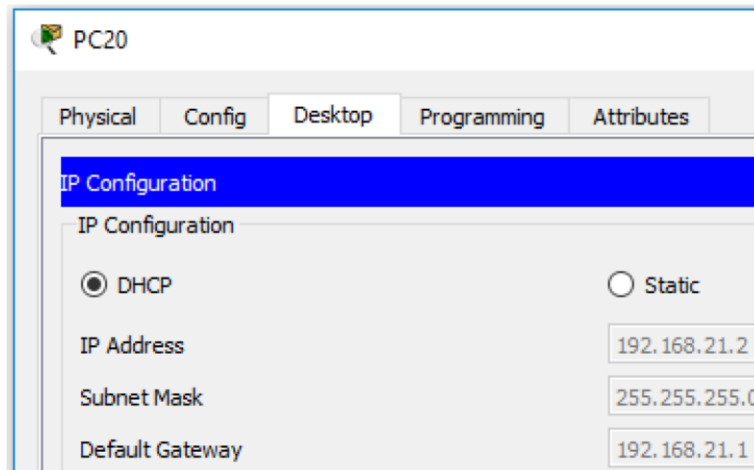 PC20
Physical Config Desktop Programming Attributes
IP Configuration
IP Configuration
DHCP Static
IP Address 192.168.21.2
Subnet Mask 255.255.255.0
Default Gateway 192.168.21.1